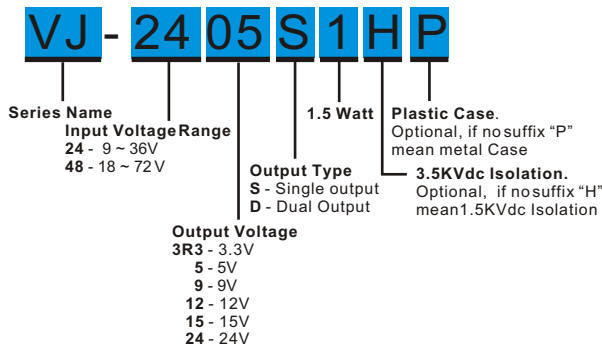 VJ - 24 05 S 1 H P
Series Name
Input Voltage Range
24 - 9 ~ 36V
48 - 18 ~ 72 V
Output Voltage
3R3 - 3.3V
5 - 5V
9 - 9V
12 - 12V
15 - 15V
24 - 24V
Output Type
S - Single output
D - Dual Output
1.5 Watt
3.5KVdc Isolation.
Optional, if no suffix “H”
mean1.5KVdc Isolation
Plastic Case.
Optional, if no suffix “P”
mean metal Case